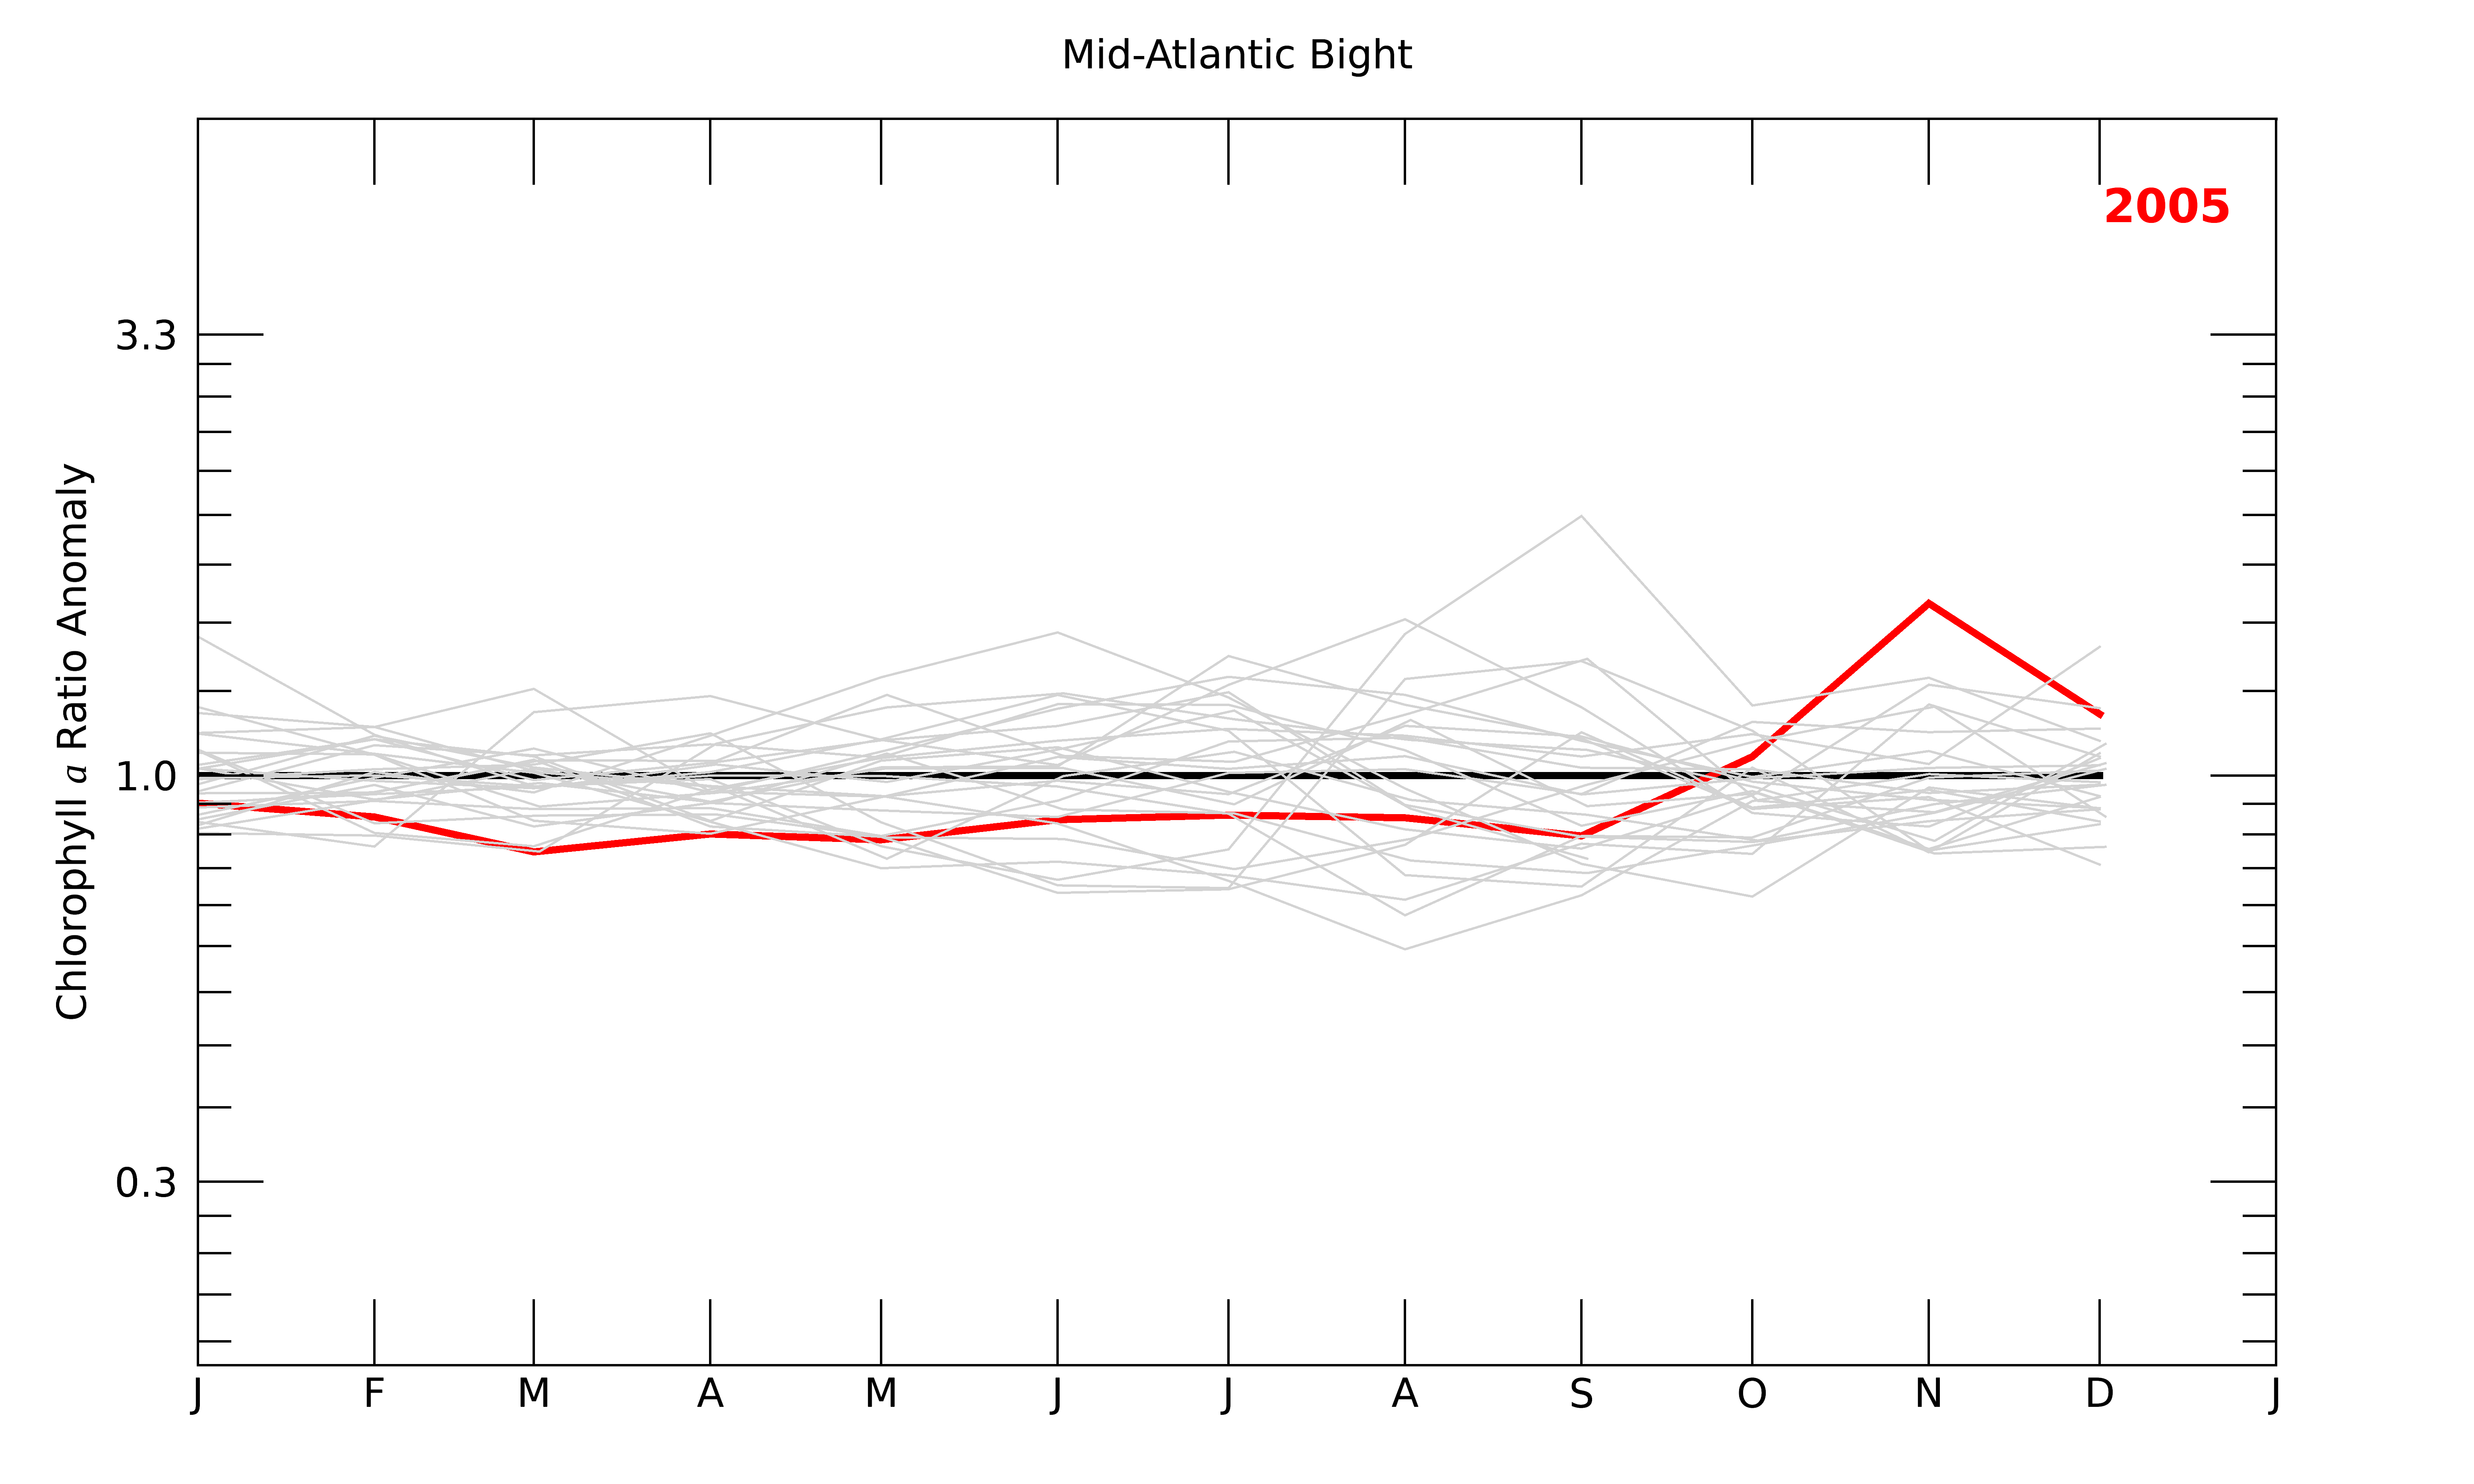 Mid-Atlantic Bight
2005
Chlorophyll a Ratio Anomaly
3.3
1.0
0.3
J F M A M J J A S O N D J